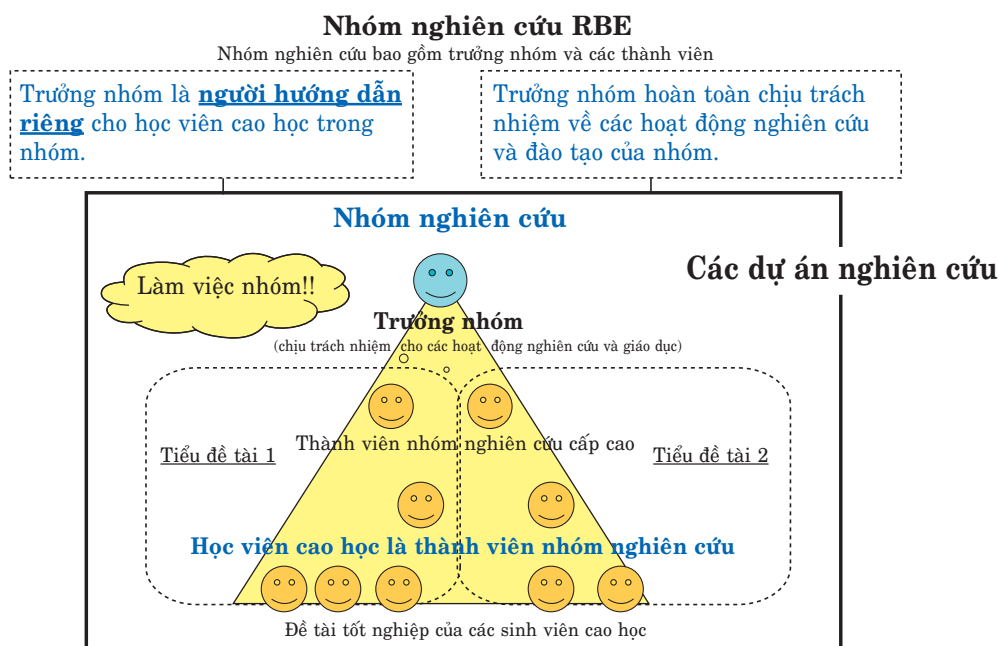 Nhóm nghiên cứu RBE
Nhóm nghiên cứu bao gồm trưởng nhóm và các thành viên
Trưởng nhóm là người hướng dẫn
riêng cho học viên cao học trong
nhóm.
Trưởng nhóm hoàn toàn chịu trách
nhiệm về các hoạt động nghiên cứu
và đào tạo của nhóm.
Nhóm nghiên cứu
Các dự án nghiên cứu
Làm việc nhóm!!
Trưởng nhóm
(chịu trách nhiệm cho các hoạt động nghiên cứu và giáo dục)
Thành viên nhóm nghiên cứu cấp cao
Tiểu đề tài 1
Tiểu đề tài 2
Học viên cao học là thành viên nhóm nghiên cứu
Đề tài tốt nghiệp của các sinh viên cao học